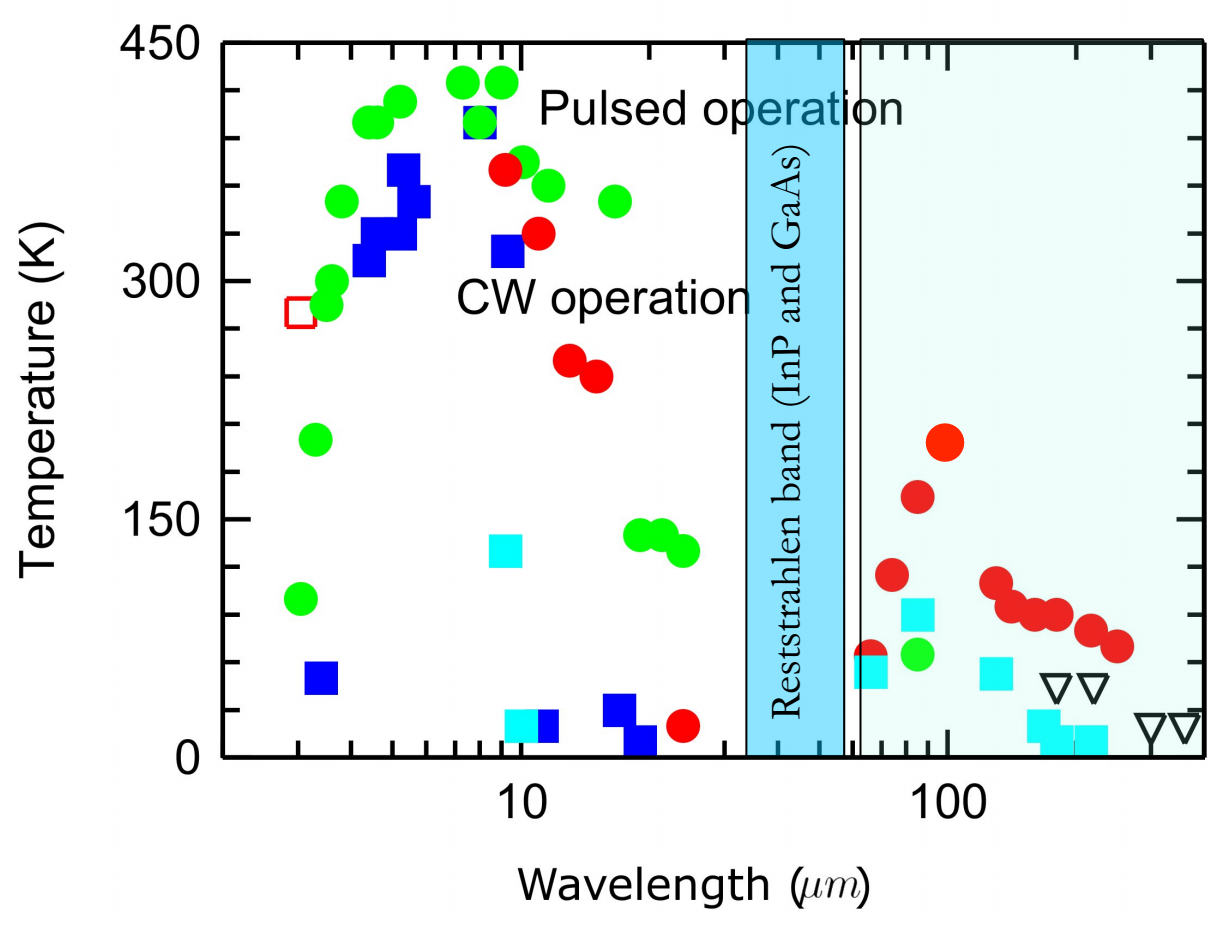 450
Pulsed operation
Reststrahlen band (InP and GaAs)
300
CW operation
Temperature (K)
150
0
10
100
Wavelength (μm)